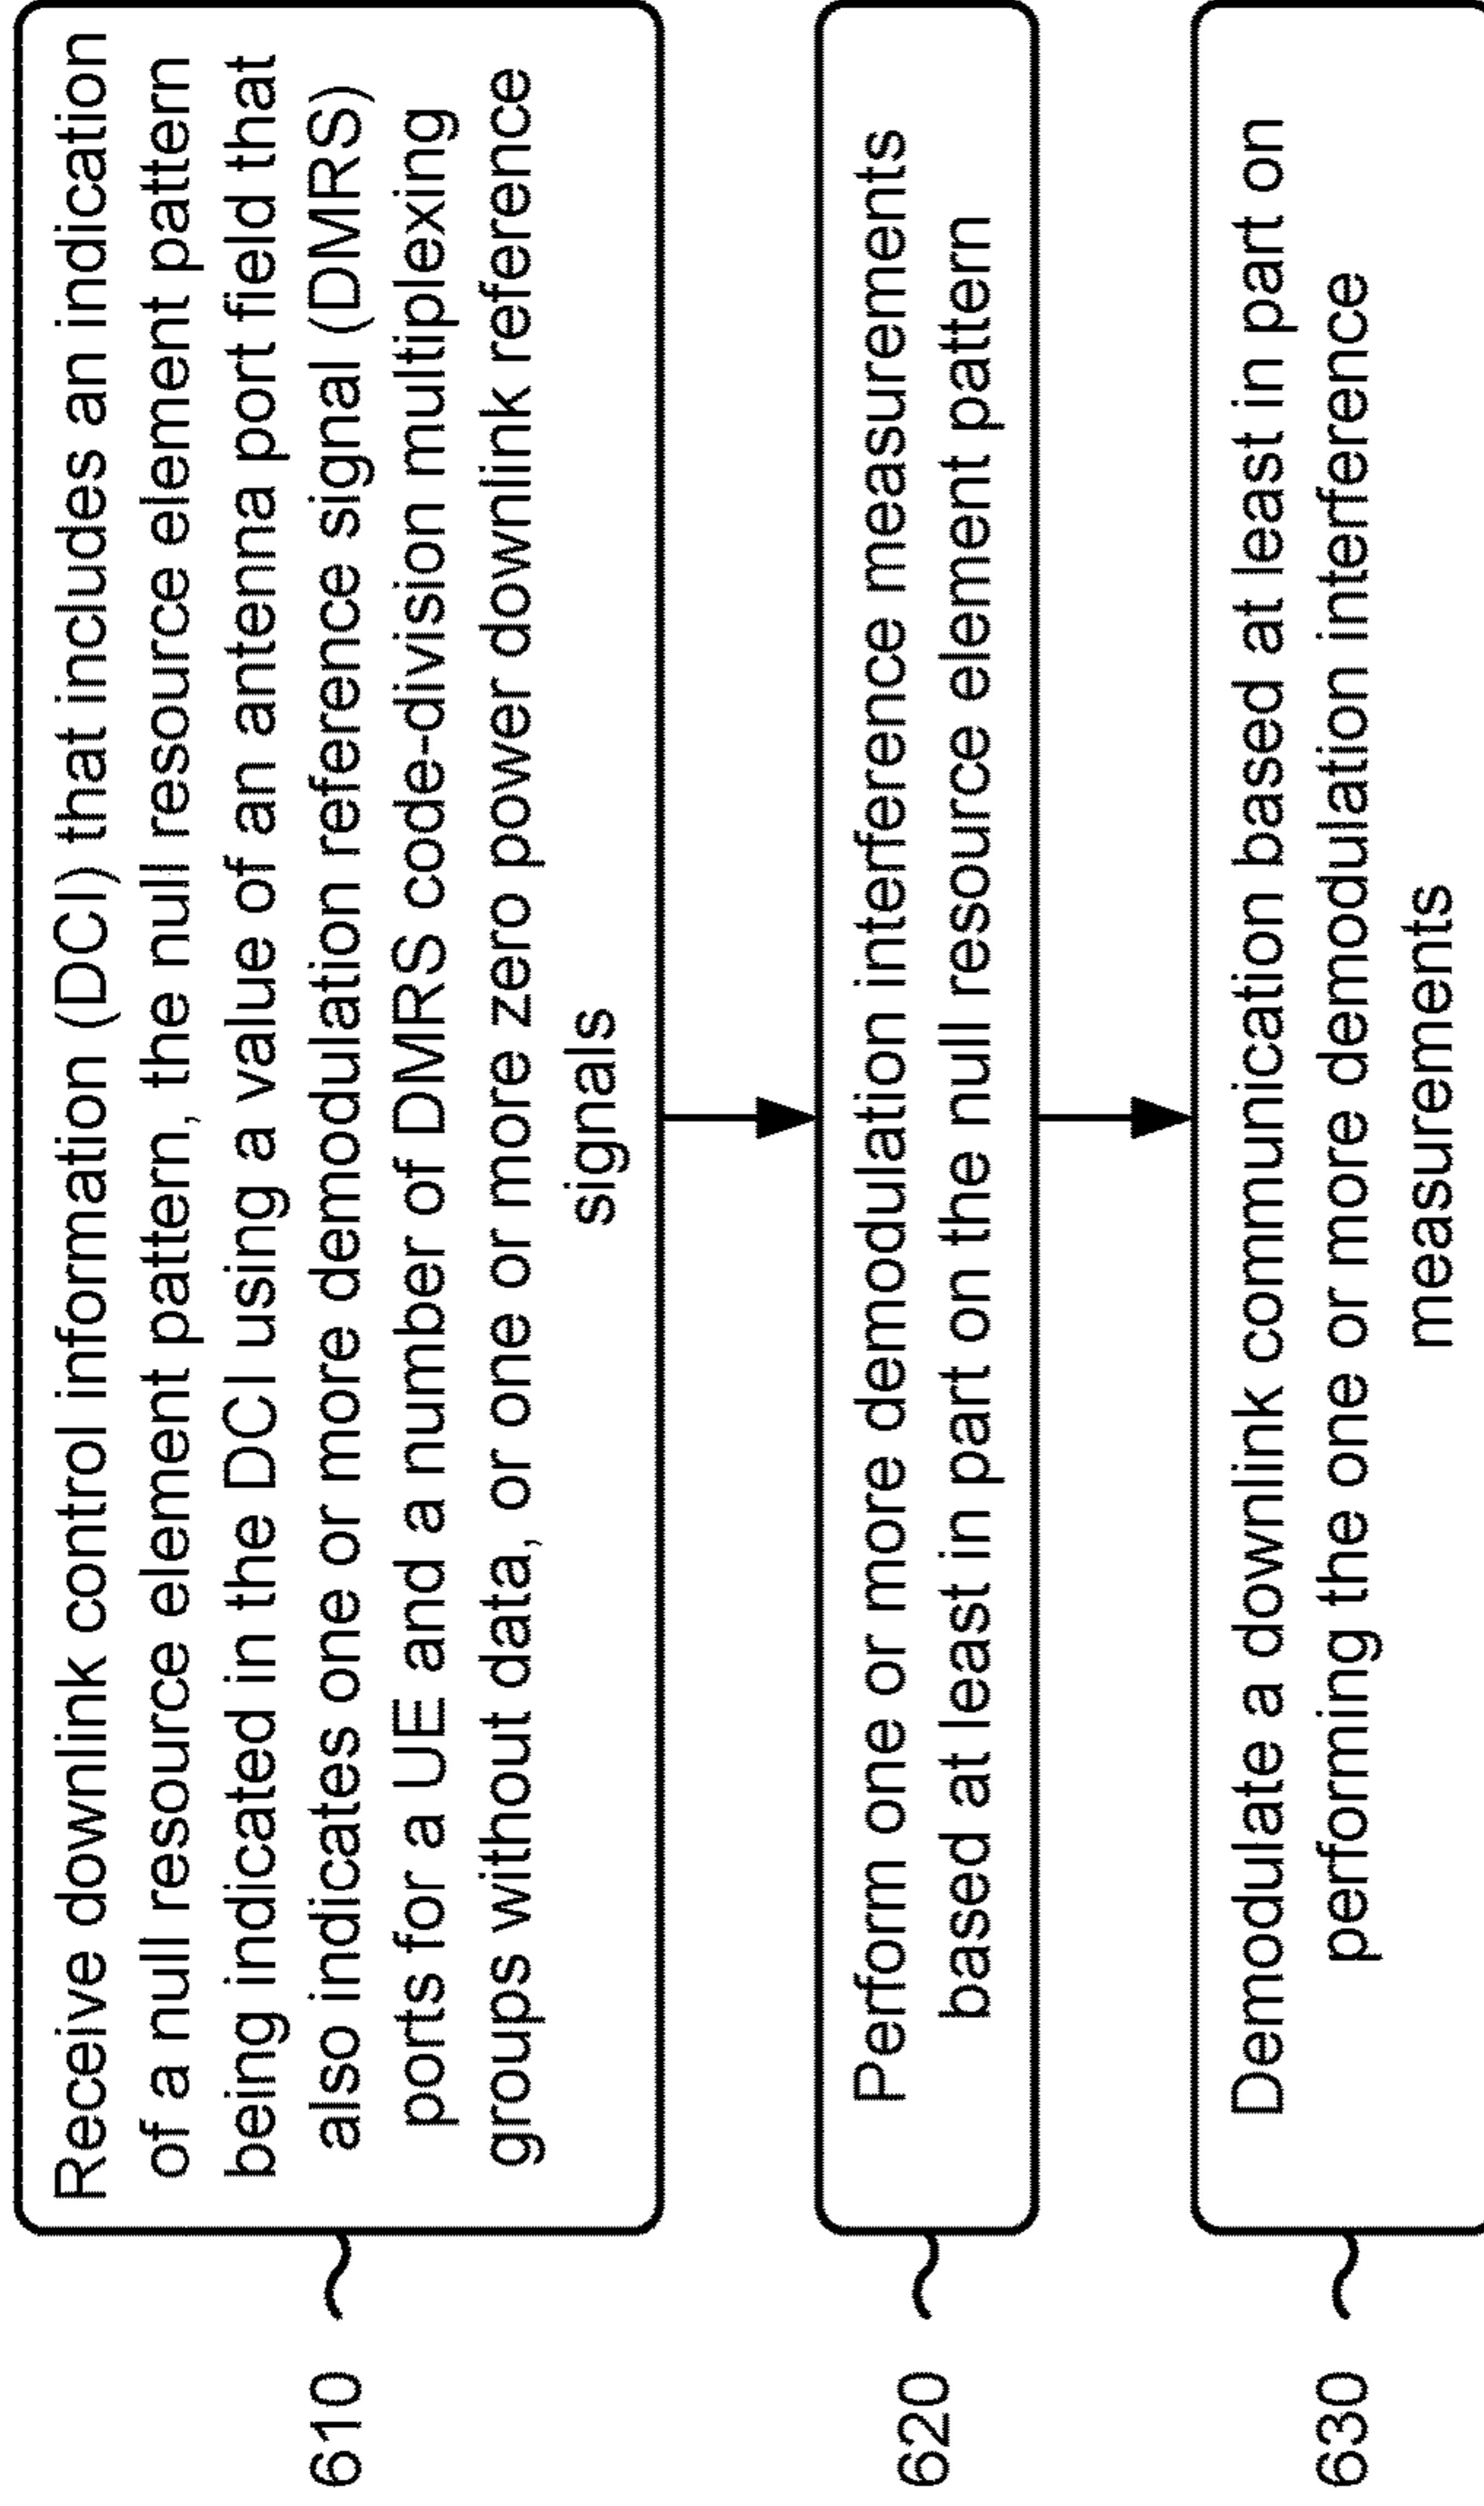 610
Receive downlink control information (DCI) that includes an indication
of a null resource element pattern, the null resource element pattern
being indicated in the DCI using a value of an antenna port field that
also indicates one or more demodulation reference signal (DMRS)
ports for a UE and a number of DMRS code-division multiplexing
groups without data, or one or more zero power downlink reference
signals
620
Perform one or more demodulation interference measurements
based at least in part on the null resource element pattern
630
Demodulate a downlink communication based at least in part on
performing the one or more demodulation interference
measurements